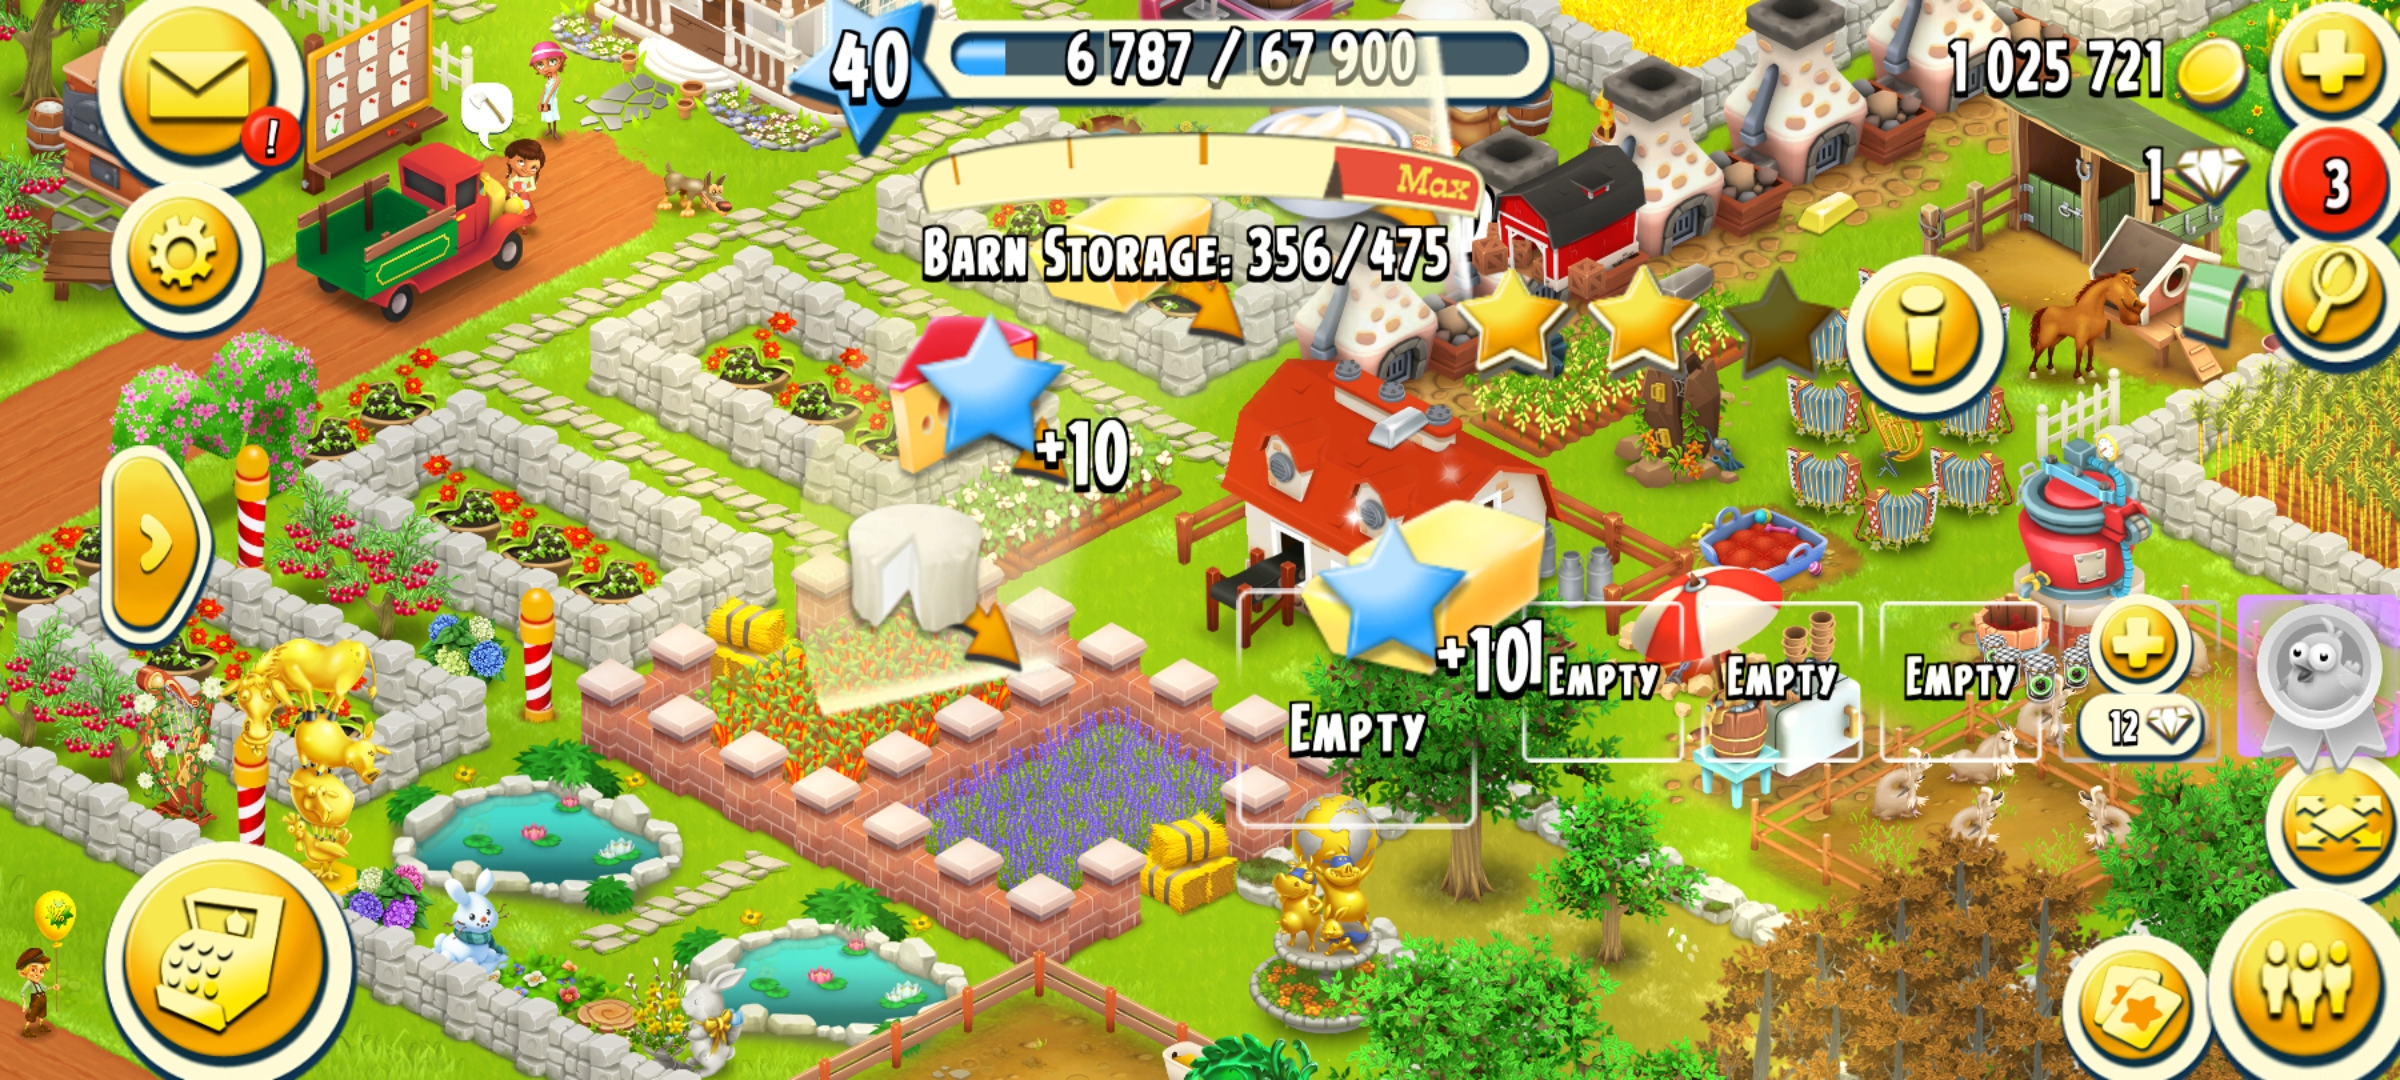 40
6 787 / 67 900
1 025 721
!
1
3
Max
BARN STORAGE: 356/475
+10
+10
EMPTY
EMPTY
EMPTY
EMPTY
12